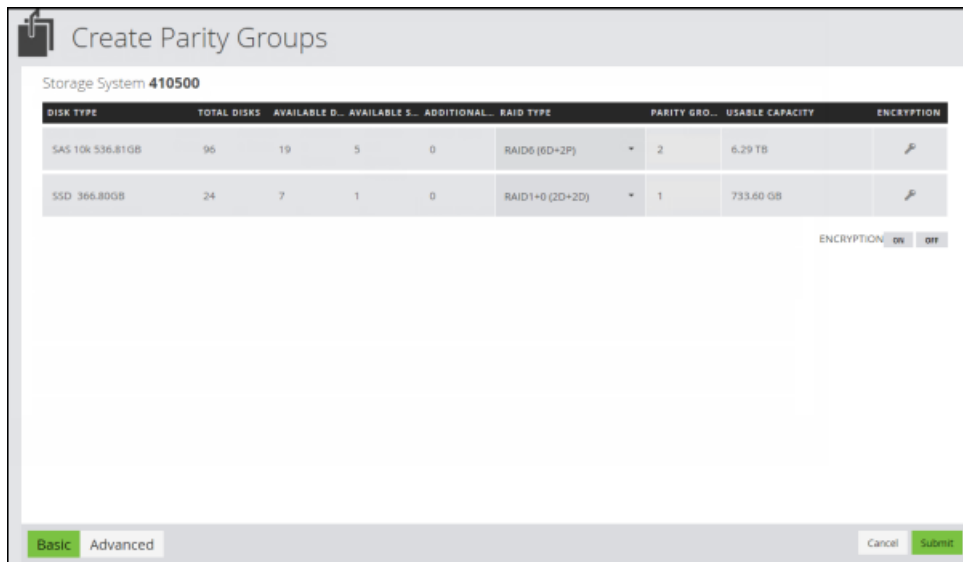 Create Parity Groups
Storage System 410500
DISK TYPE TOTAL DISKS AVAILABLE D... AVAILABLE S... ADDITIONAL... RAID TYPE PARITY GRO... USABLE CAPACITY ENCRYPTION
SAS 10k 536.81GB 96 19 5 0 RAID6 (6D+2P) 2 6.29 TB
SSD 366.80GB 24 7 1 0 RAID1+0 (2D+2D) 1 733.60 GB
ENCRYPTION ON OFF
Basic Advanced Cancel Submit